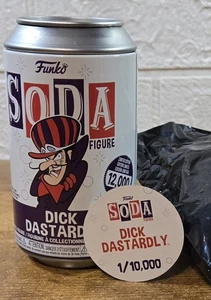 Funko
SODA
FIGURE
12,000
DICK
DASTARDLY
Funko
SODA
DICK
DASTARDLY
1/10,000